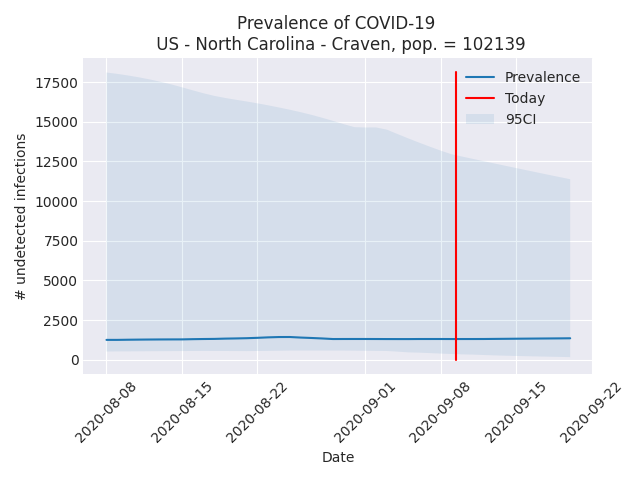 Prevalence of COVID-19
US - North Carolina - Craven, pop. = 102139
Prevalence
Today
95CI
17500
15000
12500
10000
7500
5000
2500
0
# undetected infections
2020-08-08
2020-08-15
2020-08-22
2020-09-01
2020-09-08
2020-09-15
2020-09-22
Date